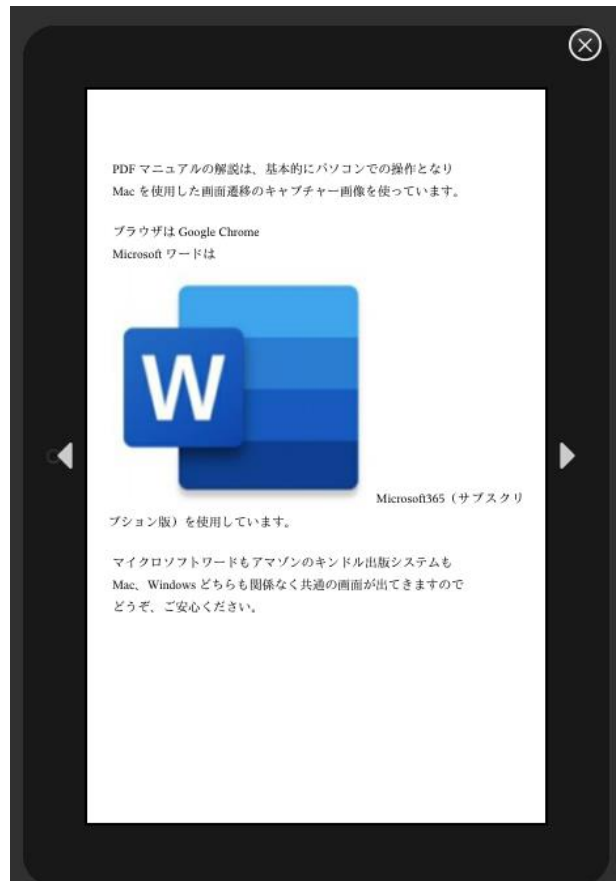 PDF マニュアルの解説は、基本的にパソコンでの操作となり
Mac を使用した画面遷移のキャプチャー画像を使っています。
ブラウザは Google Chrome
Microsoft ワードは
W
Microsoft365（サブスクリ
プション版）を使用しています。
マイクロソフトワードもアマゾンのキンドル出版システムも
Mac、Windows どちらも関係なく共通の画面が出てきますので
どうぞ、ご安心ください。